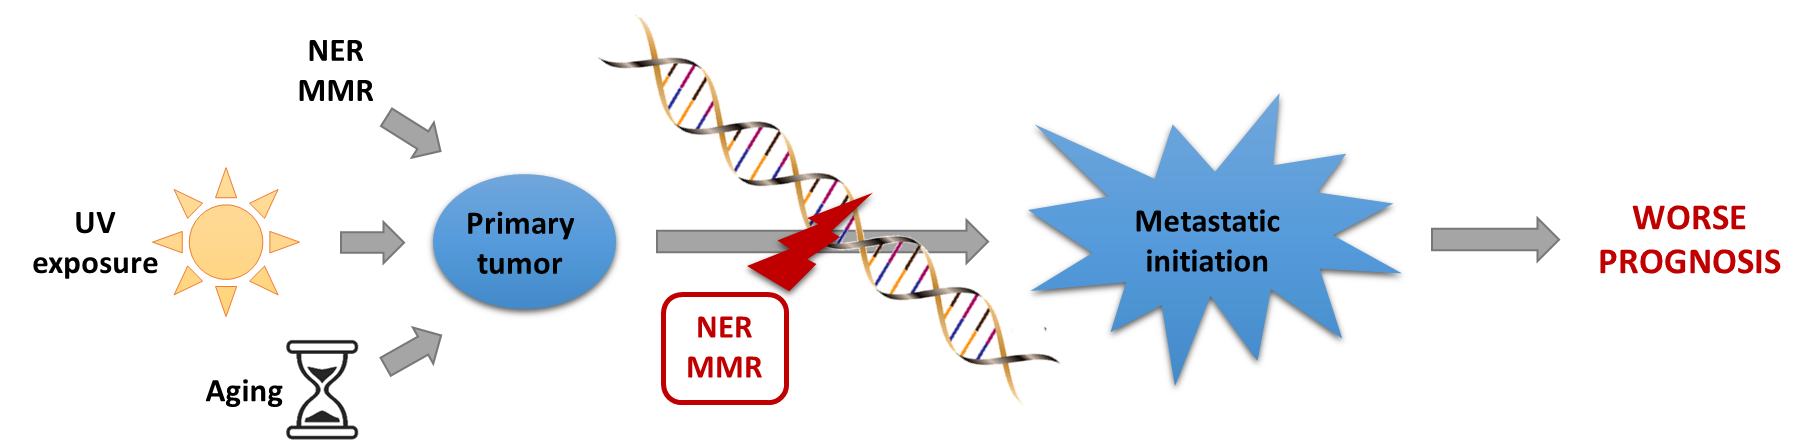 NER
MMR
UV
exposure
Aging
Primary
tumor
NER
MMR
Metastatic
initiation
WORSE
PROGNOSIS